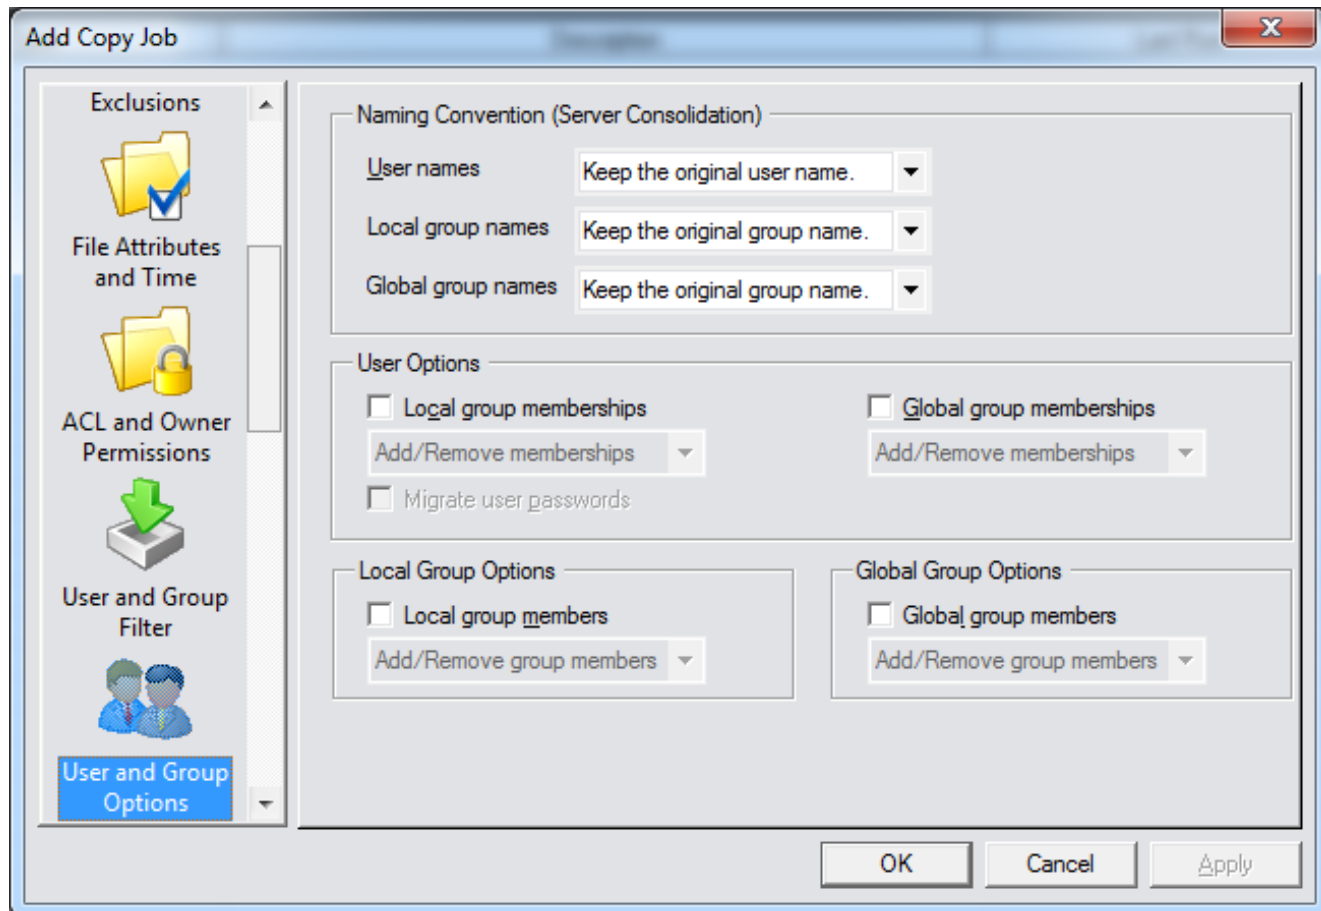 Add Copy Job
Exclusions
File Attributes
and Time
ACL and Owner
Permissions
User and Group
Filter
User and Group
Options
Naming Convention (Server Consolidation)
User names
Keep the original user name.
Local group names
Keep the original group name.
Global group names
Keep the original group name.
User Options
Local group memberships
Global group memberships
Add/Remove memberships
Add/Remove memberships
Migrate user passwords
Local Group Options
Global Group Options
Local group members
Global group members
Add/Remove group members
Add/Remove group members
OK
Cancel
Apply